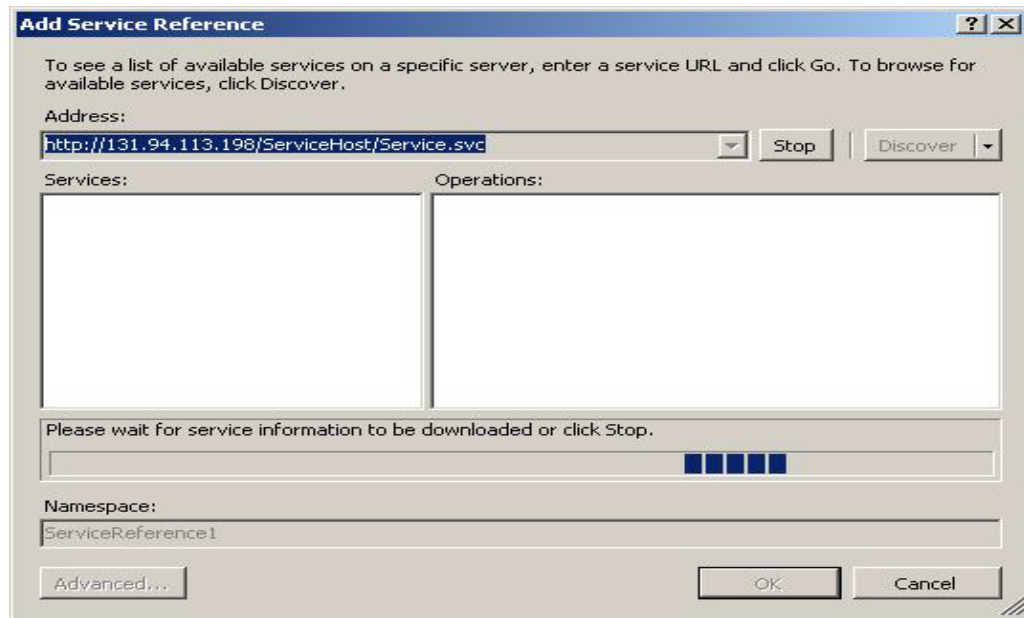 Add Service Reference
To see a list of available services on a specific server, enter a service URL and click Go. To browse for
available services, click Discover.
Address:
http://131.94.113.198/ServiceHost/Service.svc Stop Discover
Services: Operations:
Please wait for service information to be downloaded or click Stop.
Namespace:
ServiceReference1
Advanced... OK Cancel